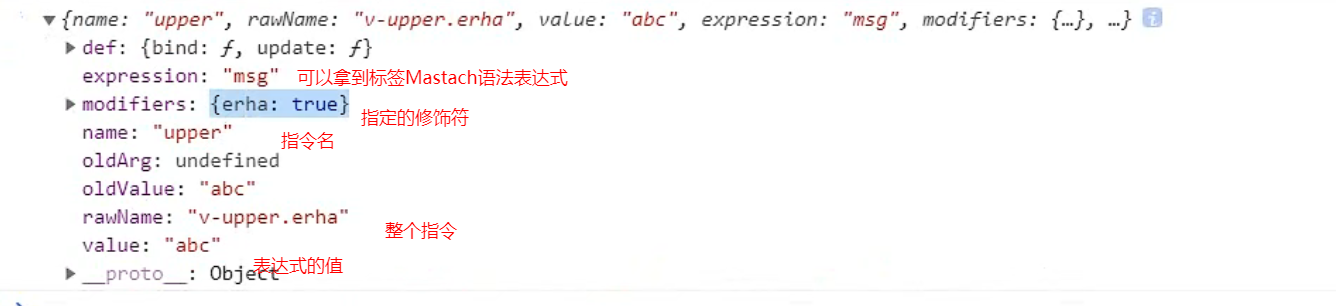 {name: "upper", rawName: "v-upper.erha", value: "abc", expression: "msg", modifiers: {…}, …} i
def: {bind: ƒ, update: ƒ}
expression: "msg" 可以拿到标签Mastach语法表达式
modifiers: {erha: true} 指定的修饰符
name: "upper" 指令名
oldArg: undefined
oldValue: "abc"
rawName: "v-upper.erha" 整个指令
value: "abc" 表达式的值
__proto__: Object